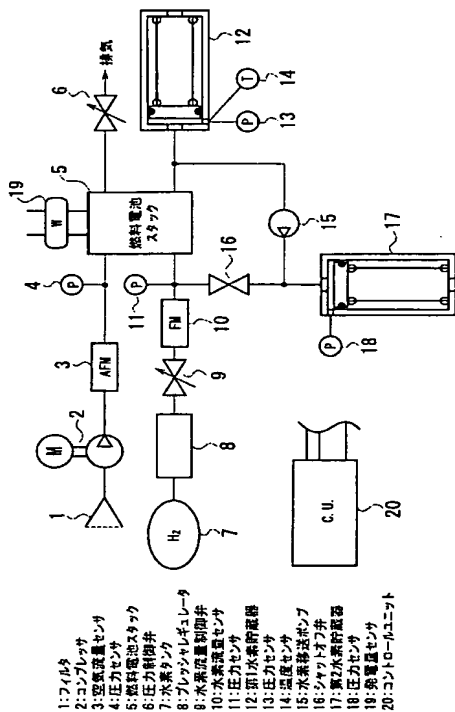 12
14
T
P
13
排気
6
5
燃料電池
スタック
19
W
15
17
16
P
4
P
11
FM
10
18
P
AFM
3
9
M
2
8
1
H₂
7
C.U.
20
1:フィルタ
2:コンプレッサ
3:空気流量センサ
4:圧力センサ
5:燃料電池スタック
6:圧力制御弁
7:水素タンク
8:プレッシャレギュレータ
9:水素流量制御弁
10:水素流量センサ
11:圧力センサ
12:第1水素貯蔵器
13:圧力センサ
14:温度センサ
15:水素移送ポンプ
16:シャットオフ弁
17:第2水素貯蔵器
18:圧力センサ
19:発電量センサ
20:コントロールユニット